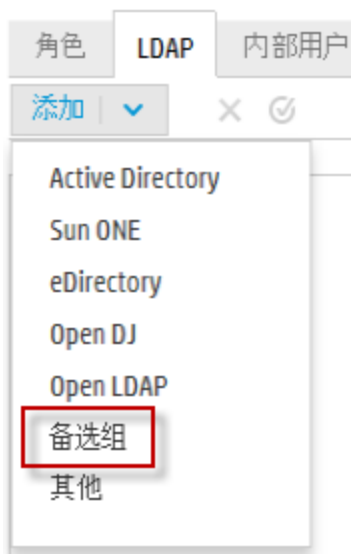 角色 LDAP 内部用户
添加
Active Directory
Sun ONE
eDirectory
Open DJ
Open LDAP
备选组
其他